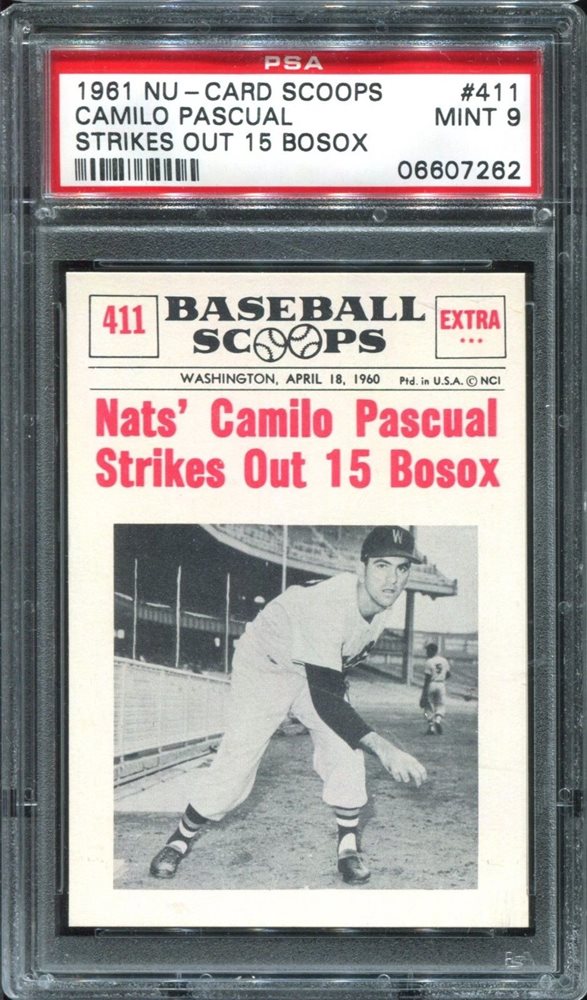 PSA
1961 NU-CARD SCOOPS #411
CAMILO PASCUAL MINT 9
STRIKES OUT 15 BOSOX
06607262
411 BASEBALL SCOOPS EXTRA
WASHINGTON, APRIL 18, 1960 Ptd. in U.S.A. © NCI
Nats' Camilo Pascual
Strikes Out 15 Bosox
W
5